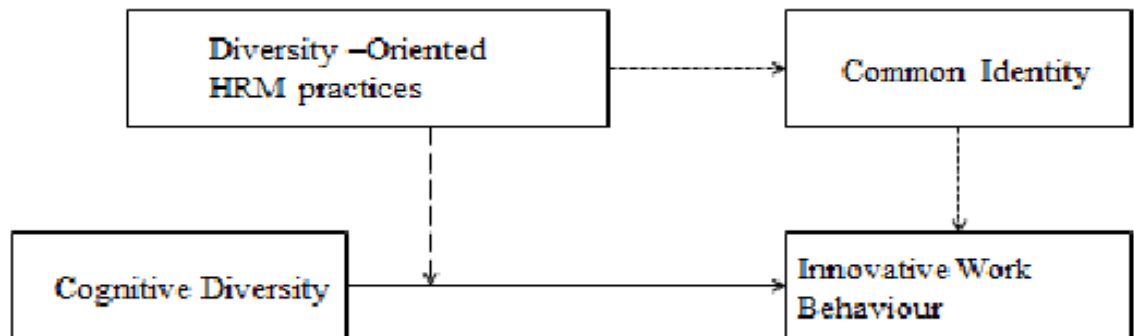 Diversity –Oriented
HRM practices
Common Identity
Cognitive Diversity
Innovative Work
Behaviour